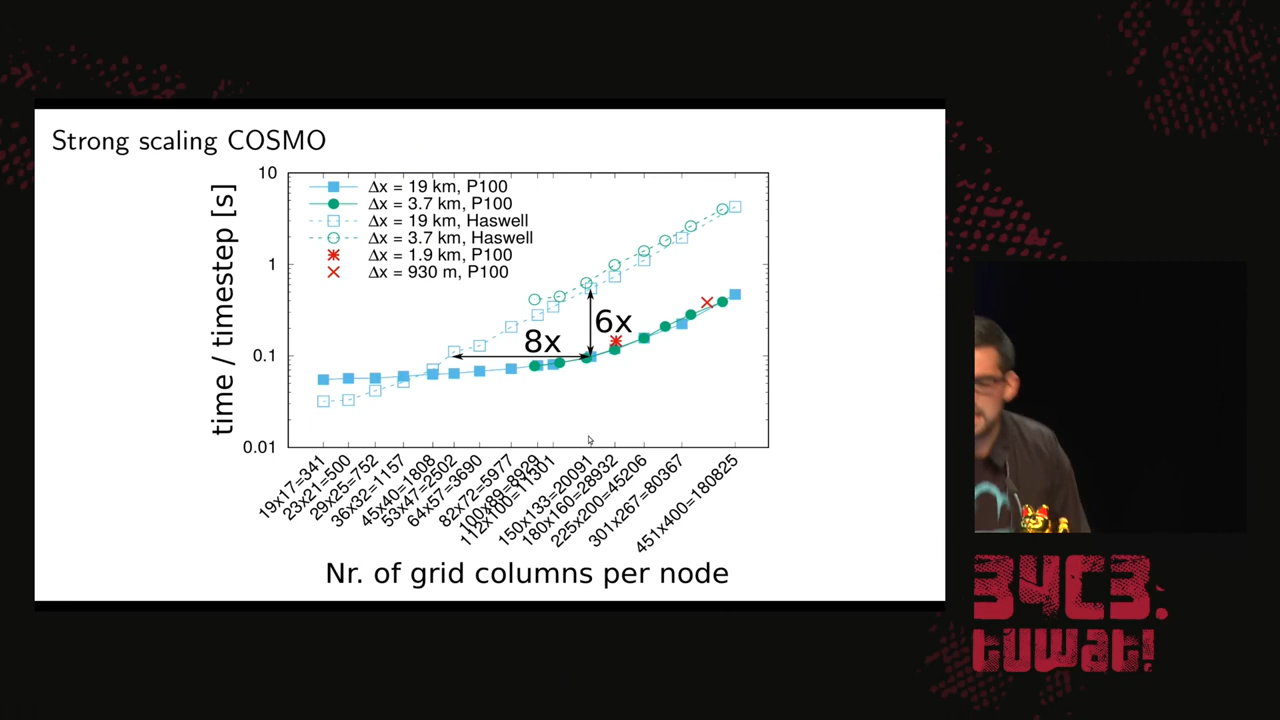 Strong scaling COSMO
time / timestep [s]
10
1
0.1
0.01
Δx = 19 km, P100
Δx = 3.7 km, P100
Δx = 19 km, Haswell
Δx = 3.7 km, Haswell
Δx = 1.9 km, P100
Δx = 930 m, P100
8x
6x
19x17=341
23x21=500
29x25=752
36x32=1157
45x40=1808
53x47=2502
64x57=3690
82x72=5977
100x89=8929
112x100=11301
150x133=20091
180x160=28932
225x200=45206
301x267=80367
451x400=180825
Nr. of grid columns per node
34C3.
tuwat!